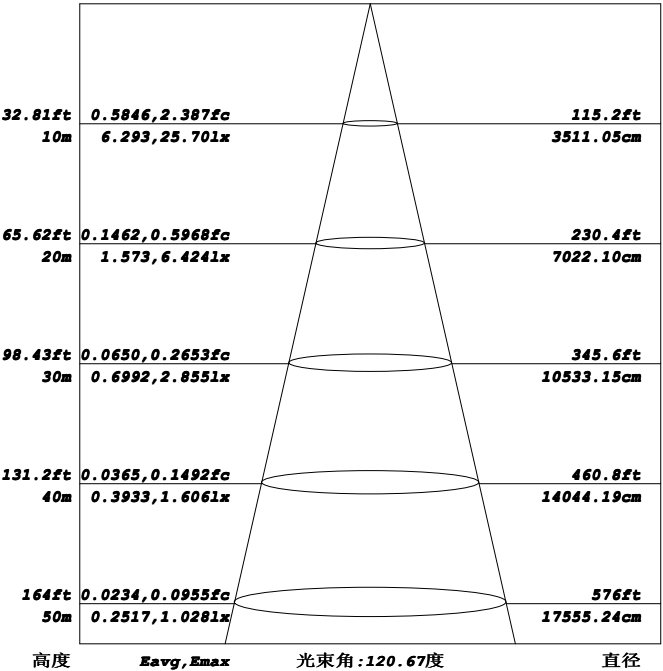 32.81ft 0.5846,2.387fc 115.2ft
10m 6.293,25.70lx 3511.05cm
65.62ft 0.1462,0.5968fc 230.4ft
20m 1.573,6.424lx 7022.10cm
98.43ft 0.0650,0.2653fc 345.6ft
30m 0.6992,2.855lx 10533.15cm
131.2ft 0.0365,0.1492fc 460.8ft
40m 0.3933,1.606lx 14044.19cm
164ft 0.0234,0.0955fc 576ft
50m 0.2517,1.028lx 17555.24cm
高度 Eavg,Emax 光束角:120.67度 直径